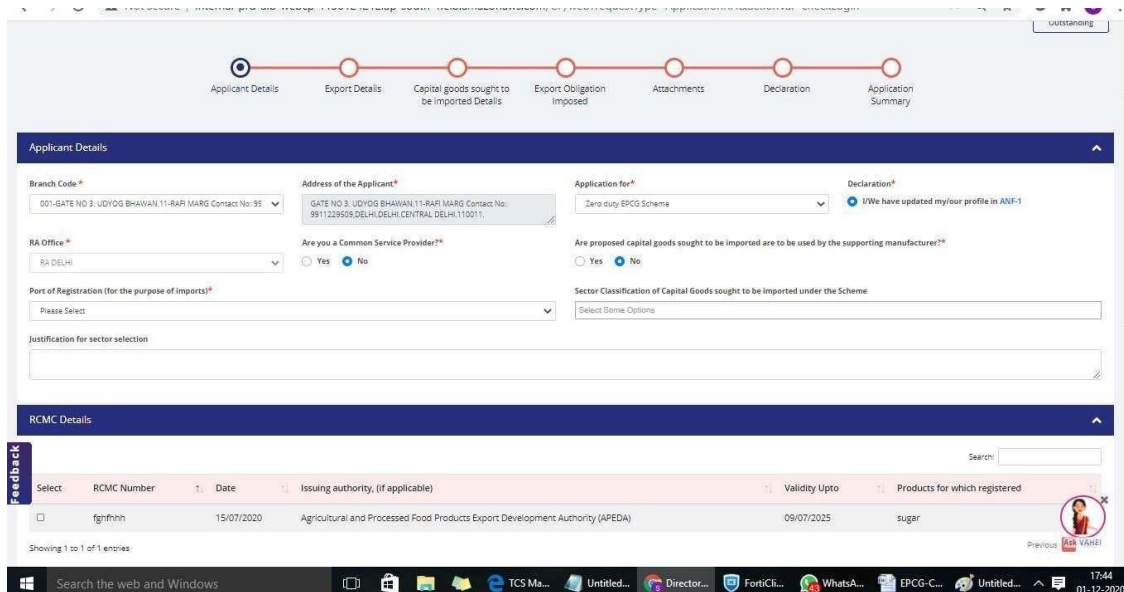 Not secure
Outstanding
Applicant Details
Export Details
Capital goods sought to
be imported Details
Export Obligation
Imposed
Attachments
Declaration
Application
Summary
Applicant Details
Branch Code *
Address of the Applicant*
Application for*
Declaration*
001-GATE NO 3, UDYOG BHAWAN,11-RAFI MARG Contact No: 99
GATE NO 3, UDYOG BHAWAN,11-RAFI MARG Contact No:
9911229509,DELHI,DELHI,CENTRAL DELHI,110011,
Zero duty EPCG Scheme
I/We have updated my/our profile in ANF-1
RA Office *
Are you a Common Service Provider?*
Are proposed capital goods sought to be imported are to be used by the supporting manufacturer?*
RA DELHI
Yes No
Yes No
Port of Registration (for the purpose of imports)*
Sector Classification of Capital Goods sought to be imported under the Scheme
Please Select
Select Some Options
Justification for sector selection
RCMC Details
Feedback
Search:
Select RCMC Number Date Issuing authority, (if applicable) Validity Upto Products for which registered
fghfhhh 15/07/2020 Agricultural and Processed Food Products Export Development Authority (APEDA) 09/07/2025 sugar
Showing 1 to 1 of 1 entries
Previous
Ask VAHEI
Search the web and Windows
TCS Ma... Untitled... Director... FortiCli... 43 WhatsA... EPCG-C... Untitled...
17:44
01-12-2020